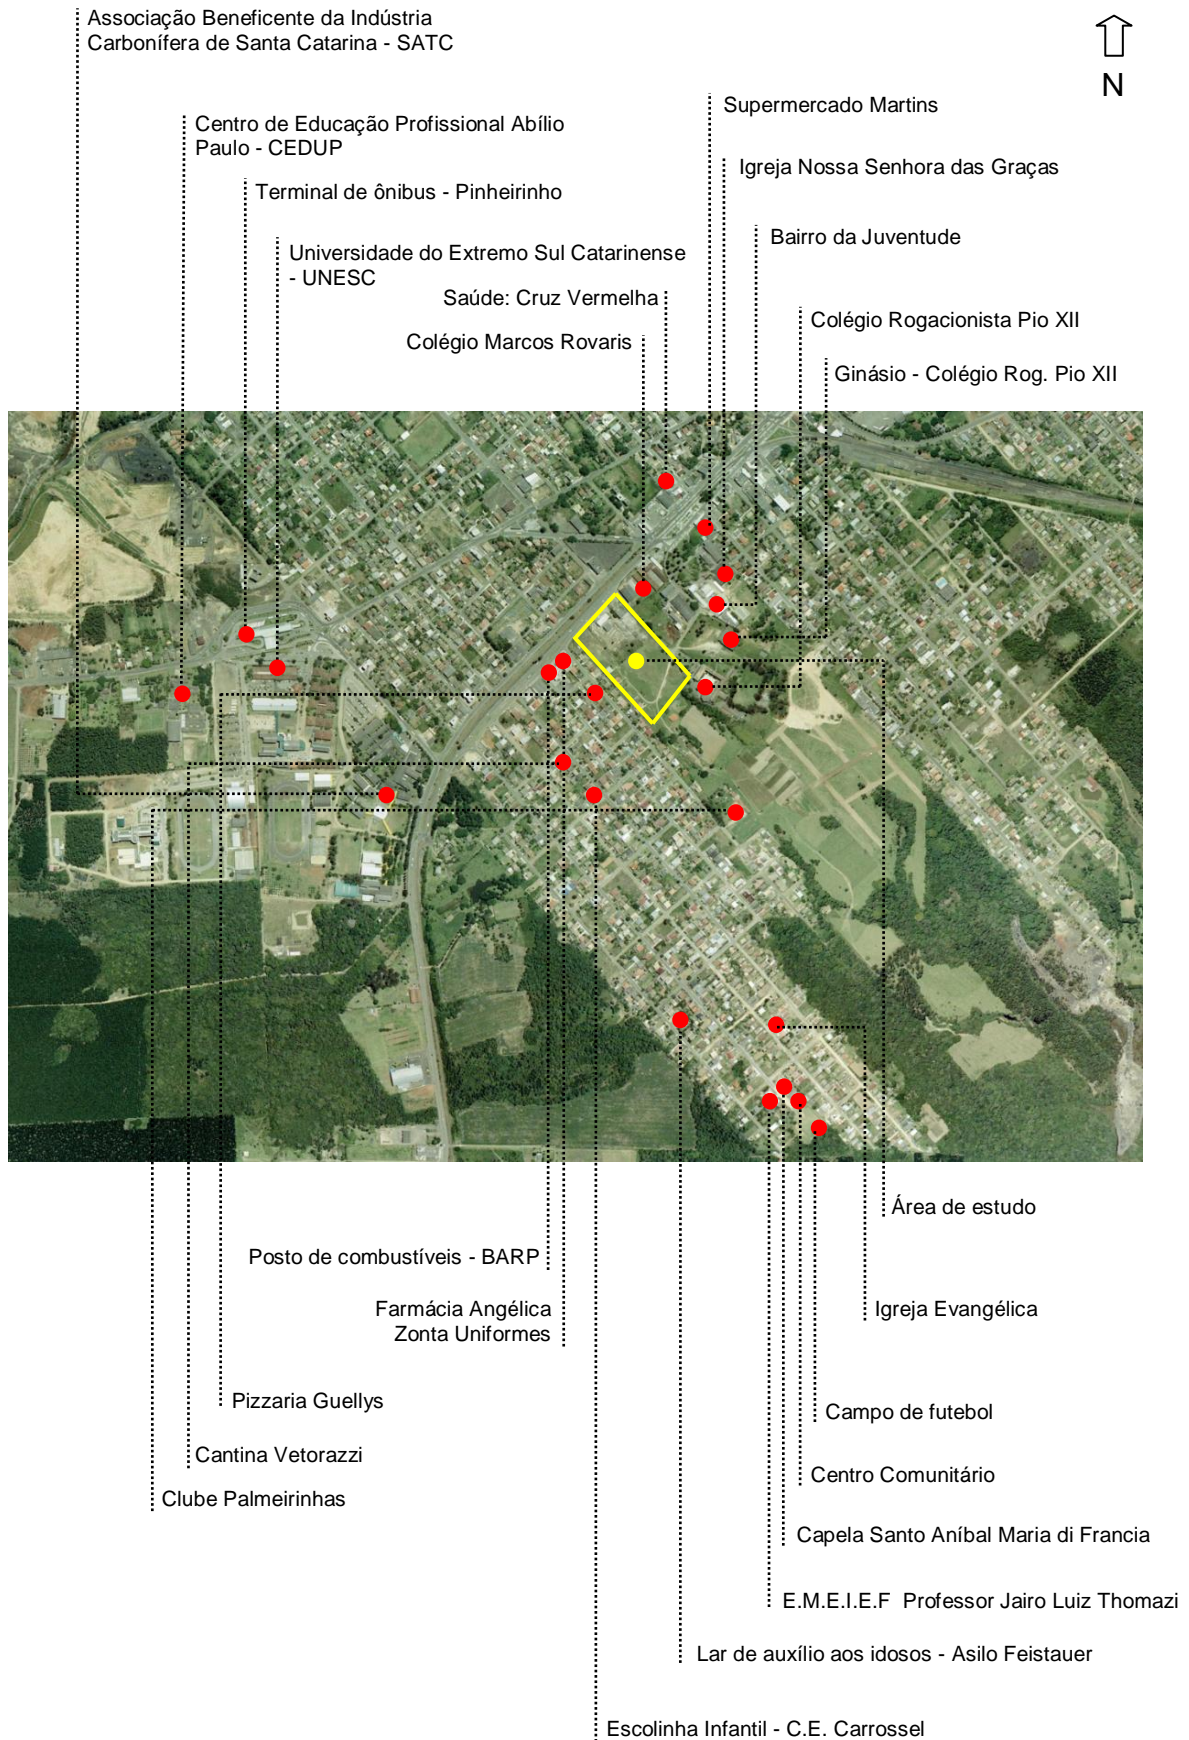 Associação Beneficente da Indústria
Carbonífera de Santa Catarina - SATC
N
Supermercado Martins
Centro de Educação Profissional Abílio
Paulo - CEDUP
Igreja Nossa Senhora das Graças
Terminal de ônibus - Pinheirinho
Bairro da Juventude
Universidade do Extremo Sul Catarinense
- UNESC
Saúde: Cruz Vermelha
Colégio Rogacionista Pio XII
Colégio Marcos Rovaris
Ginásio - Colégio Rog. Pio XII
Área de estudo
Posto de combustíveis - BARP
Farmácia Angélica
Zonta Uniformes
Igreja Evangélica
Pizzaria Guellys
Campo de futebol
Cantina Vetorazzi
Centro Comunitário
Clube Palmeirinhas
Capela Santo Aníbal Maria di Francia
E.M.E.I.E.F Professor Jairo Luiz Thomazi
Lar de auxílio aos idosos - Asilo Feistauer
Escolinha Infantil - C.E. Carrossel